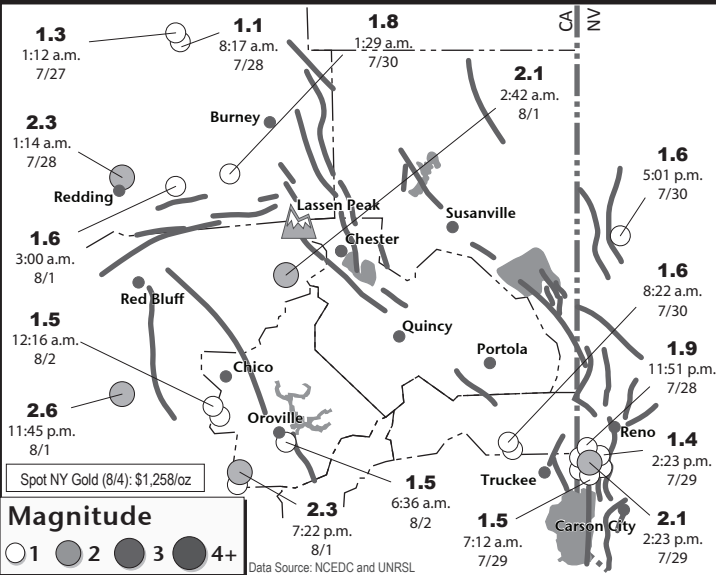 1.3
1:12 a.m.
7/27
1.1
8:17 a.m.
7/28
1.8
1:29 a.m.
7/30
CA
NV
2.1
2:42 a.m.
8/1
Burney
2.3
1:14 a.m.
7/28
Redding
1.6
5:01 p.m.
7/30
Lassen Peak
Susanville
Chester
1.6
3:00 a.m.
8/1
Red Bluff
1.6
8:22 a.m.
7/30
1.5
12:16 a.m.
8/2
Quincy
Portola
1.9
11:51 p.m.
7/28
Chico
2.6
11:45 p.m.
8/1
Oroville
Reno
1.4
2:23 p.m.
7/29
Spot NY Gold (8/4): $1,258/oz
Truckee
1.5
6:36 a.m.
8/2
2.3
7:22 p.m.
8/1
1.5
7:12 a.m.
7/29
Carson City
2.1
2:23 p.m.
7/29
Magnitude
1 2 3 4+
Data Source: NCEDC and UNRSL